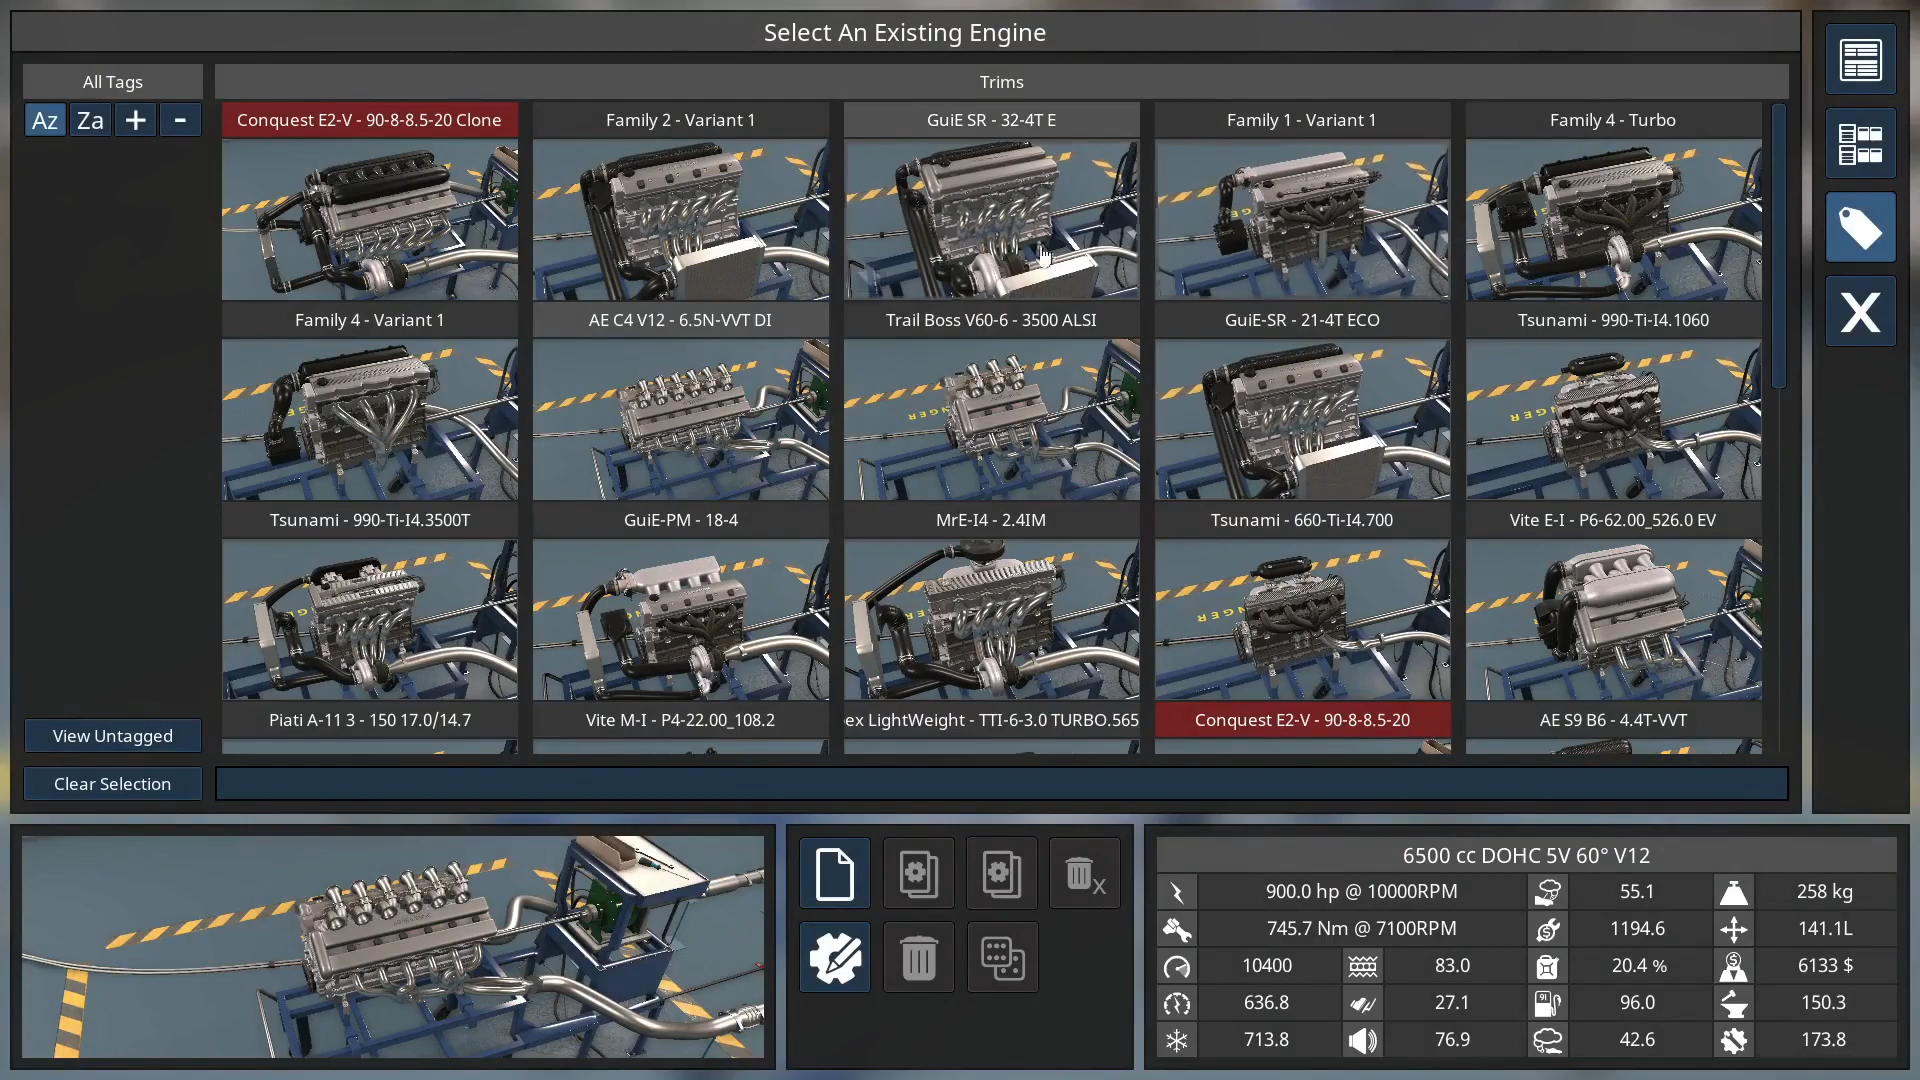 Select An Existing Engine
All Tags
Trims
Az Za + -
Conquest E2-V - 90-8-8.5-20 Clone
Family 2 - Variant 1
GuiE SR - 32-4T E
Family 1 - Variant 1
Family 4 - Turbo
Family 4 - Variant 1
AE C4 V12 - 6.5N-VVT DI
Trail Boss V60-6 - 3500 ALSI
GuiE-SR - 21-4T ECO
Tsunami - 990-Ti-I4.1060
Tsunami - 990-Ti-I4.3500T
GuiE-PM - 18-4
MrE-I4 - 2.4IM
Tsunami - 660-Ti-I4.700
Vite E-I - P6-62.00_526.0 EV
Piati A-11 3 - 150 17.0/14.7
Vite M-I - P4-22.00_108.2
ex LightWeight - TTI-6-3.0 TURBO.565
Conquest E2-V - 90-8-8.5-20
AE S9 B6 - 4.4T-VVT
View Untagged
Clear Selection
6500 cc DOHC 5V 60° V12
900.0 hp @ 10000RPM 55.1 258 kg
745.7 Nm @ 7100RPM 1194.6 141.1L
10400 83.0 20.4 % 6133 $
636.8 27.1 96.0 150.3
713.8 76.9 42.6 173.8